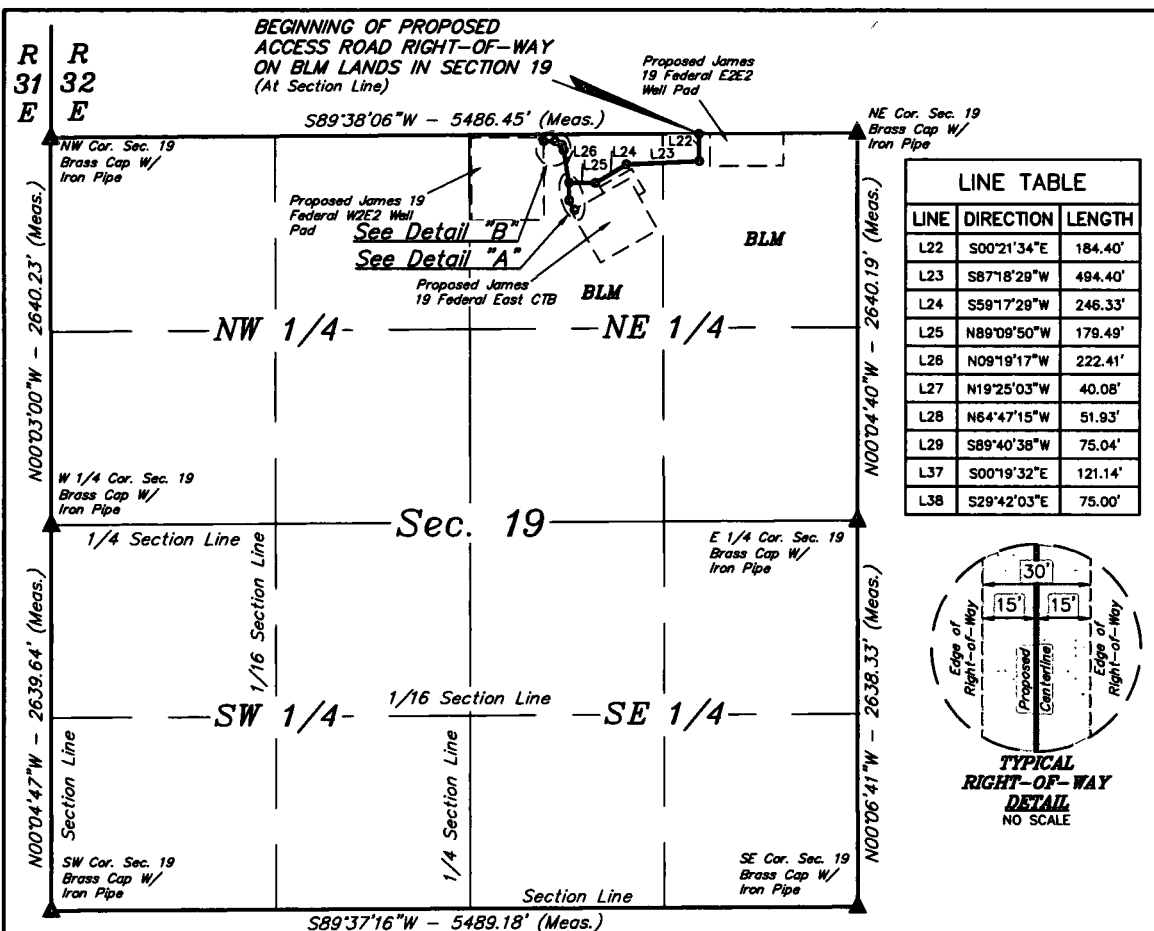 BEGINNING OF PROPOSED
ACCESS ROAD RIGHT-OF-WAY
ON BLM LANDS IN SECTION 19
(At Section Line)
R R
31 32
E E
Proposed James
19 Federal E2E2
Well Pad
S89°38'06"W - 5486.45' (Meas.)
NE Cor. Sec. 19
Brass Cap W/
Iron Pipe
NW Cor. Sec. 19
Brass Cap W/
Iron Pipe
L26
L25
L24
L23
L22
Proposed James 19
Federal W2E2 Well
Pad
See Detail "B"
See Detail "A"
Proposed James
19 Federal East CTB
BLM
BLM
N00°03'00"W - 2640.23' (Meas.)
N00°04'40"W - 2640.19' (Meas.)
NW 1/4
NE 1/4
W 1/4 Cor. Sec. 19
Brass Cap W/
Iron Pipe
1/4 Section Line
Sec. 19
E 1/4 Cor. Sec. 19
Brass Cap W/
Iron Pipe
1/16 Section Line
N00°04'47"W - 2639.64' (Meas.)
N00°06'41"W - 2638.33' (Meas.)
SW 1/4
1/16 Section Line
SE 1/4
Section Line
1/4 Section Line
SW Cor. Sec. 19
Brass Cap W/
Iron Pipe
SE Cor. Sec. 19
Brass Cap W/
Iron Pipe
Section Line
S89°37'16"W - 5489.18' (Meas.)
LINE TABLE
LINE DIRECTION LENGTH
L22 S00°21'34"E 184.40'
L23 S87°18'29"W 494.40'
L24 S59°17'29"W 246.33'
L25 N89°09'50"W 179.49'
L26 N09°19'17"W 222.41'
L27 N19°25'03"W 40.08'
L28 N64°47'15"W 51.93'
L29 S89°40'38"W 75.04'
L37 S00°19'32"E 121.14'
L38 S29°42'03"E 75.00'
30'
15' 15'
Edge of
Right-of-Way
Proposed
Centerline
Edge of
Right-of-Way
TYPICAL
RIGHT-OF-WAY
DETAIL
NO SCALE